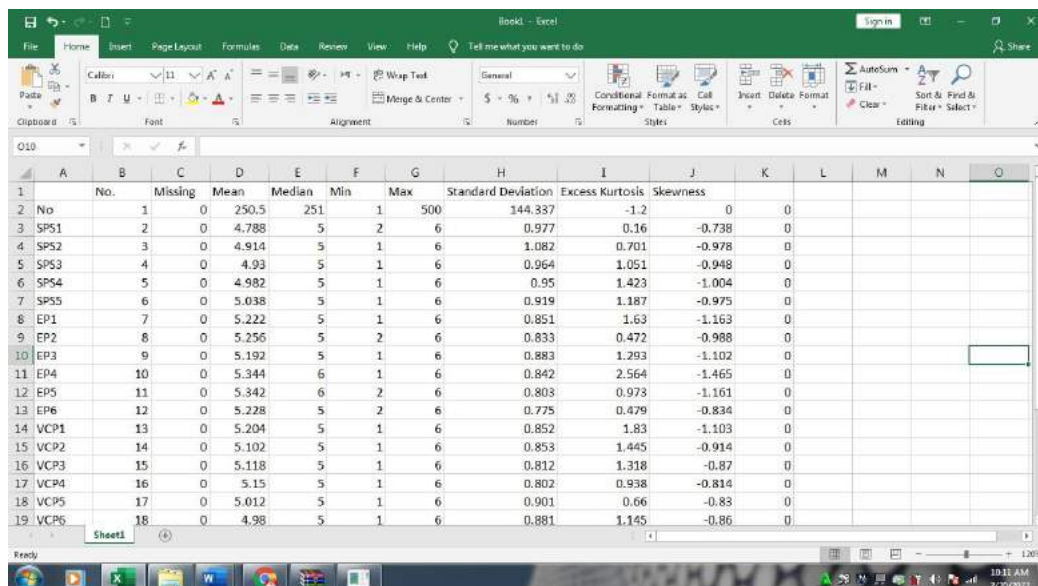 Book1 - Excel
Sign in
File Home Insert Page Layout Formulas Data Review View Help Tell me what you want to do Share
Paste Calibri 11 Wrap Text General Conditional Format as Cell Insert Delete Format AutoSum Sort & Find &
B I U Merge & Center $ % Formatting Table Styles Fill Clear Filter Select
Clipboard Font Alignment Number Styles Cells Editing
O10 fx
A B C D E F G H I J K L M N O
1 No. Missing Mean Median Min Max Standard Deviation Excess Kurtosis Skewness
2 No 1 0 250.5 251 1 500 144.337 -1.2 0 0
3 SPS1 2 0 4.788 5 2 6 0.977 0.16 -0.738 0
4 SPS2 3 0 4.914 5 1 6 1.082 0.701 -0.978 0
5 SPS3 4 0 4.93 5 1 6 0.964 1.051 -0.948 0
6 SPS4 5 0 4.982 5 1 6 0.95 1.423 -1.004 0
7 SPS5 6 0 5.038 5 1 6 0.919 1.187 -0.975 0
8 EP1 7 0 5.222 5 1 6 0.851 1.63 -1.163 0
9 EP2 8 0 5.256 5 2 6 0.833 0.472 -0.988 0
10 EP3 9 0 5.192 5 1 6 0.883 1.293 -1.102 0
11 EP4 10 0 5.344 6 1 6 0.842 2.564 -1.465 0
12 EP5 11 0 5.342 6 2 6 0.803 0.973 -1.161 0
13 EP6 12 0 5.228 5 2 6 0.775 0.479 -0.834 0
14 VCP1 13 0 5.204 5 1 6 0.852 1.83 -1.103 0
15 VCP2 14 0 5.102 5 1 6 0.853 1.445 -0.914 0
16 VCP3 15 0 5.118 5 1 6 0.812 1.318 -0.87 0
17 VCP4 16 0 5.15 5 1 6 0.802 0.938 -0.814 0
18 VCP5 17 0 5.012 5 1 6 0.901 0.66 -0.83 0
19 VCP6 18 0 4.98 5 1 6 0.881 1.145 -0.86 0
Sheet1
Ready
10:11 AM